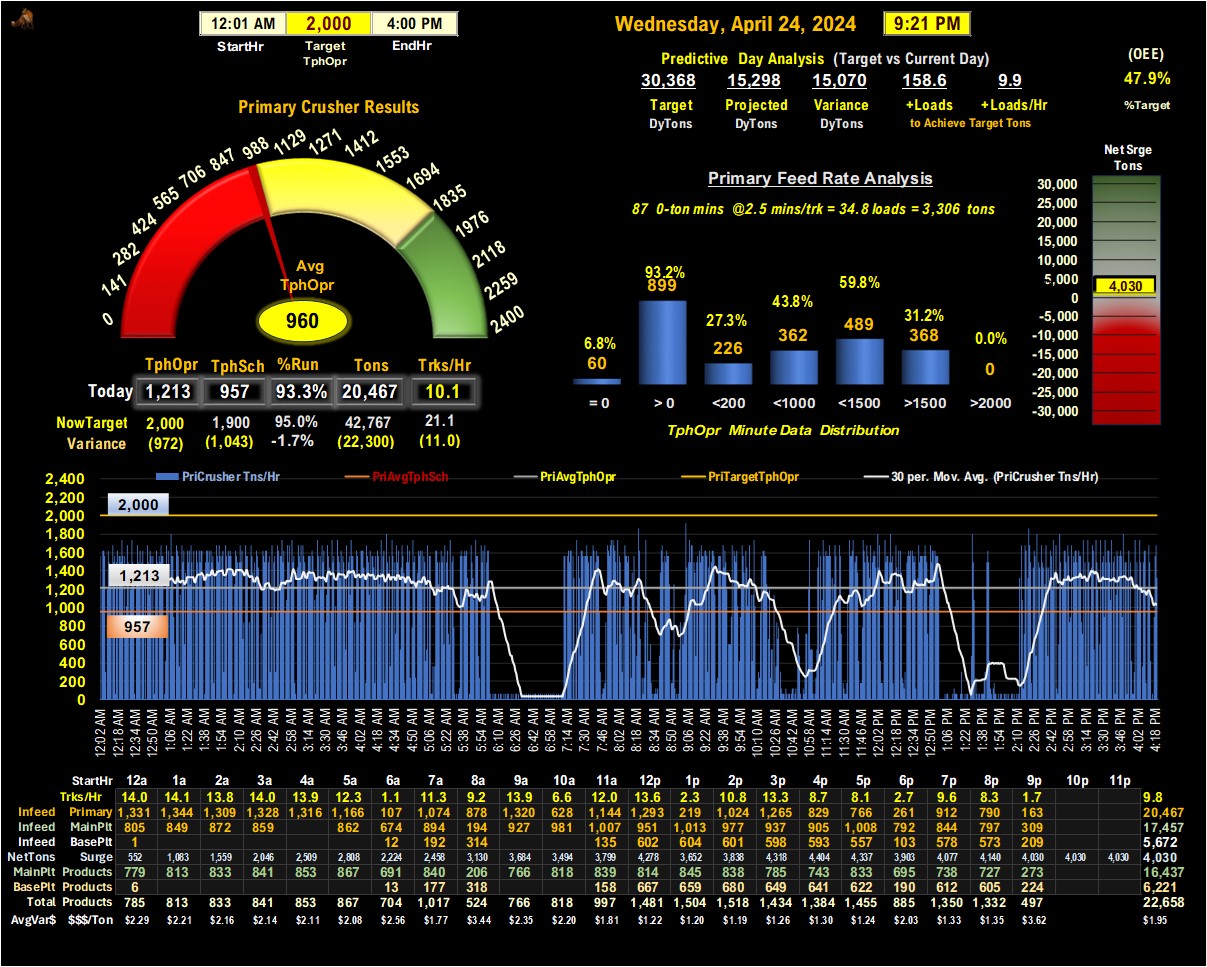 12:01 AM 2,000 4:00 PM
StartHr Target TphOpr EndHr
Wednesday, April 24, 2024 9:21 PM
Predictive Day Analysis (Target vs Current Day)
30,368 15,298 15,070 158.6 9.9
Target Projected Variance +Loads +Loads/Hr
DyTons DyTons DyTons to Achieve Target Tons
(OEE)
47.9%
%Target
Primary Crusher Results
0 141 282 424 565 706 847 988 1129 1271 1412 1553 1694 1835 1976 2118 2259 2400
Avg
TphOpr
960
TphOpr TphSch %Run Tons Trks/Hr
Today 1,213 957 93.3% 20,467 10.1
NowTarget 2,000 1,900 95.0% 42,767 21.1
Variance (972) (1,043) -1.7% (22,300) (11.0)
Primary Feed Rate Analysis
87 0-ton mins @2.5 mins/trk = 34.8 loads = 3,306 tons
6.8% 93.2% 27.3% 43.8% 59.8% 31.2% 0.0%
60 899 226 362 489 368 0
= 0 > 0 <200 <1000 <1500 >1500 >2000
TphOpr Minute Data Distribution
Net Srge
Tons
30,000
25,000
20,000
15,000
10,000
5,000
4,030
0
-5,000
-10,000
-15,000
-20,000
-25,000
-30,000
PriCrusher Tns/Hr PriAvgTphSch PriAvgTphOpr PriTargetTphOpr 30 per. Mov. Avg. (PriCrusher Tns/Hr)
2,400
2,200
2,000
1,800
1,600
1,400
1,200
1,000
800
600
400
200
0
2,000
1,213
957
12:02 AM 12:18 AM 12:34 AM 12:50 AM 1:06 AM 1:22 AM 1:38 AM 1:54 AM 2:10 AM 2:26 AM 2:42 AM 2:58 AM 3:14 AM 3:30 AM 3:46 AM 4:02 AM 4:18 AM 4:34 AM 4:50 AM 5:06 AM 5:22 AM 5:38 AM 5:54 AM 6:10 AM 6:26 AM 6:42 AM 6:58 AM 7:14 AM 7:30 AM 7:46 AM 8:02 AM 8:18 AM 8:34 AM 8:50 AM 9:06 AM 9:22 AM 9:38 AM 9:54 AM 10:10 AM 10:26 AM 10:42 AM 10:58 AM 11:14 AM 11:30 AM 11:46 AM 12:02 PM 12:18 PM 12:34 PM 12:50 PM 1:06 PM 1:22 PM 1:38 PM 1:54 PM 2:10 PM 2:26 PM 2:42 PM 2:58 PM 3:14 PM 3:30 PM 3:46 PM 4:02 PM 4:18 PM
StartHr 12a 1a 2a 3a 4a 5a 6a 7a 8a 9a 10a 11a 12p 1p 2p 3p 4p 5p 6p 7p 8p 9p 10p 11p
Trks/Hr 14.0 14.1 13.8 14.0 13.9 12.3 1.1 11.3 9.2 13.9 6.6 12.0 13.6 2.3 10.8 13.3 8.7 8.1 2.7 9.6 8.3 1.7 9.8
Infeed Primary 1,331 1,344 1,309 1,328 1,316 1,166 107 1,074 878 1,320 628 1,144 1,293 219 1,024 1,265 829 766 261 912 790 163 20,467
Infeed MainPlt 805 849 872 859 862 674 894 194 927 981 1,007 951 1,013 977 937 905 1,008 792 844 797 309 17,457
Infeed BasePlt 1 12 192 314 135 602 604 601 598 593 557 103 578 573 209 5,672
NetTons Surge 552 1,083 1,559 2,046 2,509 2,808 2,224 2,458 3,130 3,684 3,494 3,799 4,278 3,652 3,838 4,318 4,404 4,337 3,903 4,077 4,140 4,030 4,030 4,030 4,030
MainPlt Products 779 813 833 841 853 867 691 840 206 766 818 839 814 845 838 785 743 833 695 738 727 273 16,437
BasePlt Products 6 13 177 318 158 667 659 680 649 641 622 190 612 605 224 6,221
Total Products 785 813 833 841 853 867 704 1,017 524 766 818 997 1,481 1,504 1,518 1,434 1,384 1,455 885 1,350 1,332 497 22,658
AvgVar$ $$$/Ton $2.29 $2.21 $2.16 $2.14 $2.11 $2.08 $2.56 $1.77 $3.44 $2.35 $2.20 $1.81 $1.22 $1.20 $1.19 $1.26 $1.30 $1.24 $2.03 $1.33 $1.35 $3.62 $1.95